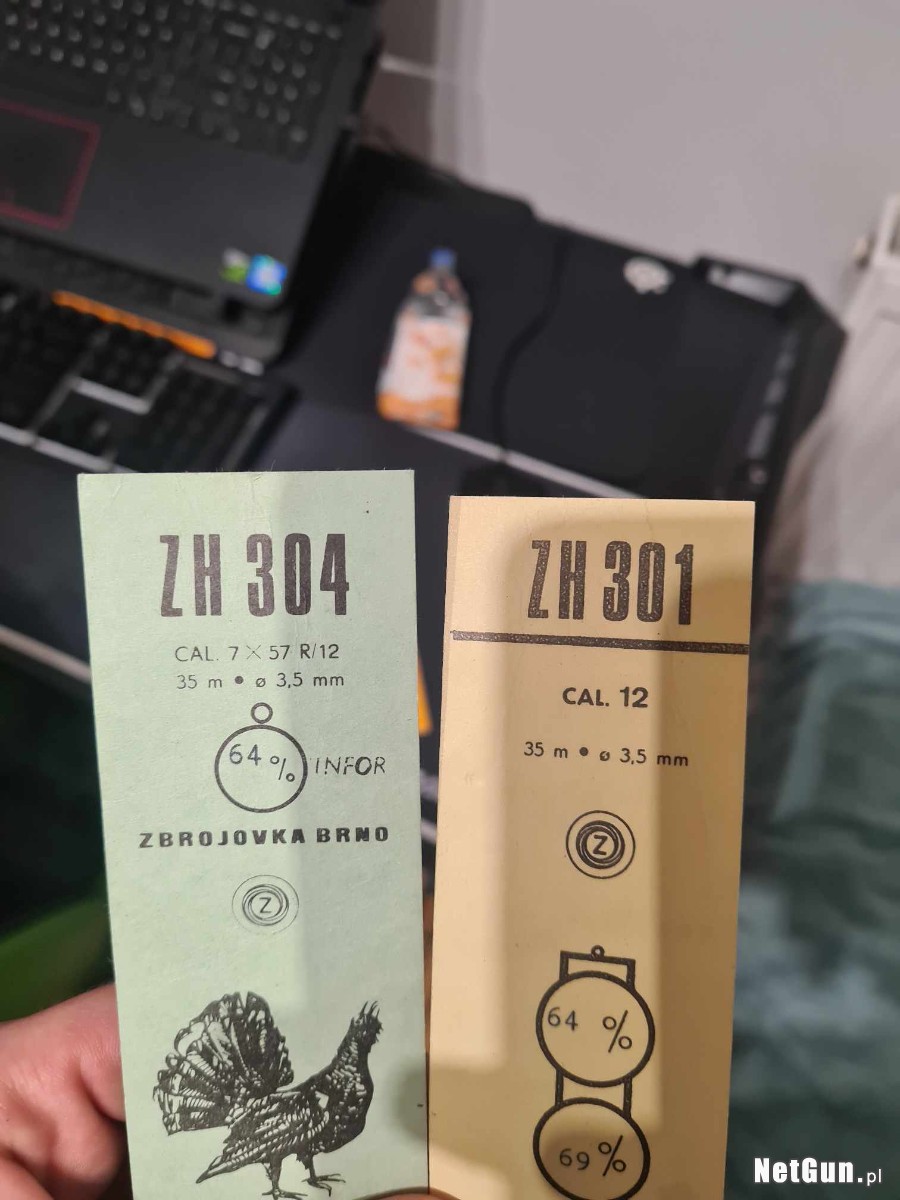 ZH 304
CAL. 7 × 57 R/12
35 m • ø 3,5 mm
64 % INFOR
ZBROJOVKA BRNO
Z
ZH 301
CAL. 12
35 m • ø 3,5 mm
Z
64 %
69 %
NetGun.pl